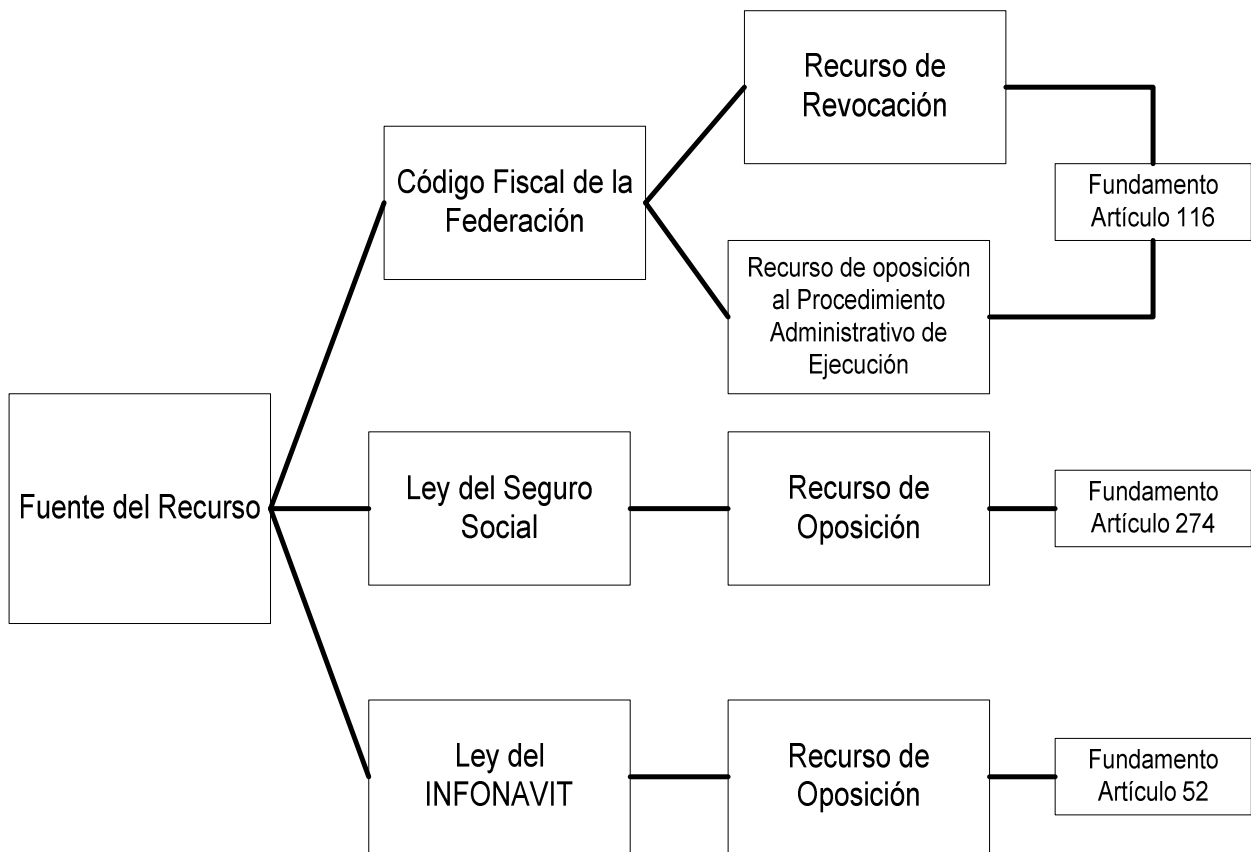 Recurso de
Revocación
Código Fiscal de la
Federación
Fundamento
Artículo 116
Recurso de oposición
al Procedimiento
Administrativo de
Ejecución
Fuente del Recurso
Ley del Seguro
Social
Recurso de
Oposición
Fundamento
Artículo 274
Ley del
INFONAVIT
Recurso de
Oposición
Fundamento
Artículo 52